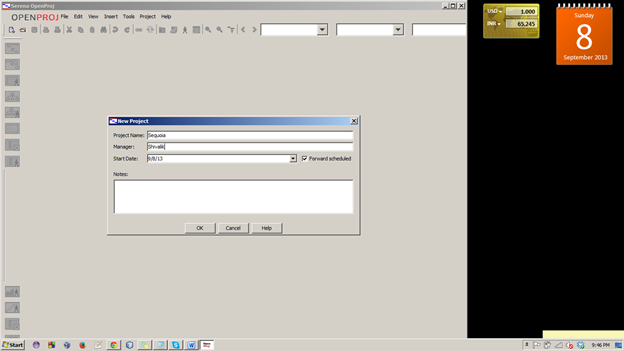 Serena OpenProj
OPENPROJ File Edit View Insert Tools Project Help
New Project
Project Name: Sequoia
Manager: Shivalik
Start Date: 9/8/13 Forward scheduled
Notes:
OK Cancel Help
USD 1.000
INR 65.245
Sunday
8
September 2013
Start
9:46 PM